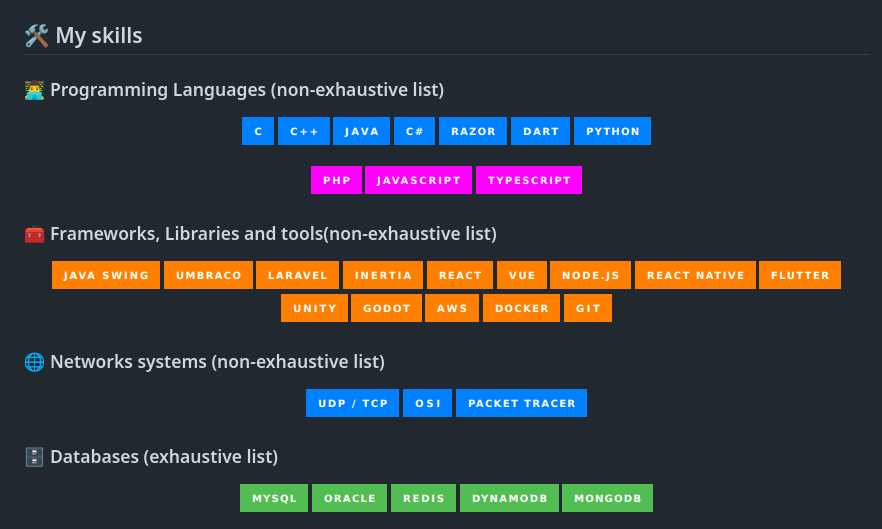 🛠️ My skills
👨‍💻 Programming Languages (non-exhaustive list)
C C++ JAVA C# RAZOR DART PYTHON
PHP JAVASCRIPT TYPESCRIPT
🧰 Frameworks, Libraries and tools(non-exhaustive list)
JAVA SWING UMBRACO LARAVEL INERTIA REACT VUE NODE.JS REACT NATIVE FLUTTER
UNITY GODOT AWS DOCKER GIT
🌐 Networks systems (non-exhaustive list)
UDP / TCP OSI PACKET TRACER
🗄️ Databases (exhaustive list)
MYSQL ORACLE REDIS DYNAMODB MONGODB